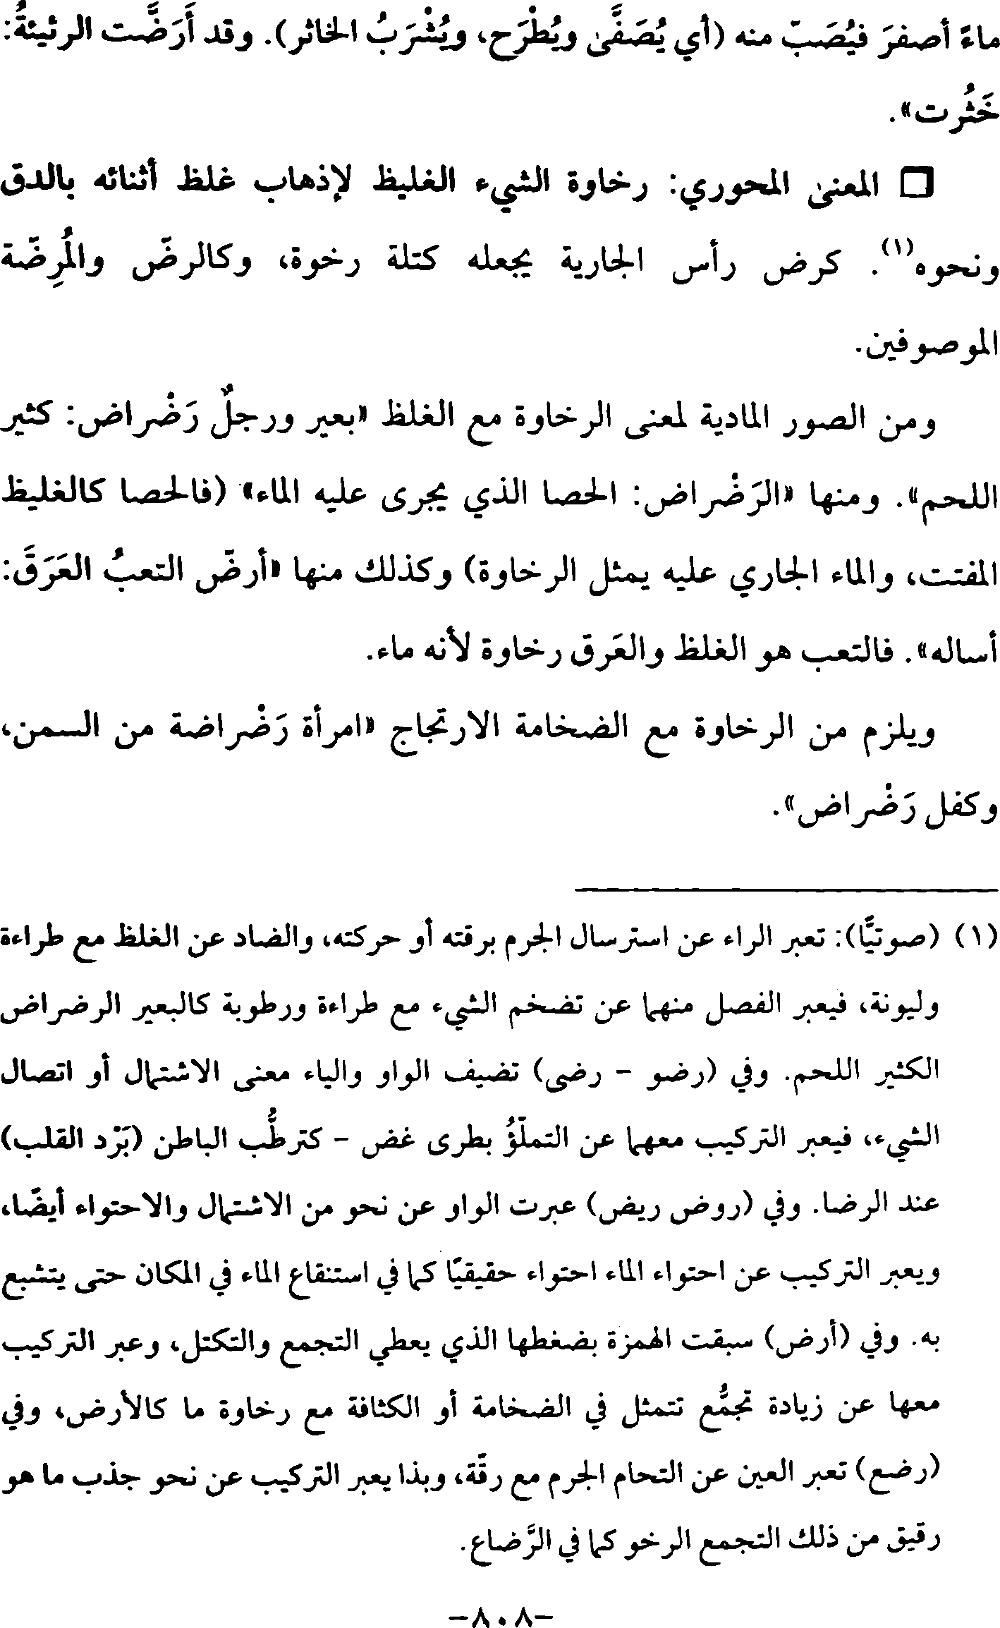 ماءً أصفرَ فيُصَبّ منه (أي يُصَفَّىٰ ويُطْرَح، ويُشْرَبُ الخاثر). وقد أَرَضَّت الرثيئةُ:
خَثُرت».
□ المعنىٰ المحوري: رخاوة الشيء الغليظ لإذهاب غلظ أثنائه بالدق
ونحوه(١). كرض رأس الجارية يجعله كتلة رخوة، وكالرضّ والمُرِضّة
الموصوفين.
ومن الصور المادية لمعنى الرخاوة مع الغلظ «بعير ورجلٌ رَضْراض: كثير
اللحم». ومنها «الرَضْراض: الحصا الذي يجرى عليه الماء» (فالحصا كالغليظ
المفتت، والماء الجاري عليه يمثل الرخاوة) وكذلك منها «أرضّ التعبُ العَرَقَ:
أساله». فالتعب هو الغلظ والعَرق رخاوة لأنه ماء.
ويلزم من الرخاوة مع الضخامة الارتجاج «امرأة رَضْراضة من السمن،
وكفل رَضْراض».
(١) (صوتيًّا): تعبر الراء عن استرسال الجرم برقته أو حركته، والضاد عن الغلظ مع طراءة
وليونة، فيعبر الفصل منهما عن تضخم الشيء مع طراءة ورطوبة كالبعير الرضراض
الكثير اللحم. وفي (رضو - رضى) تضيف الواو والياء معنى الاشتمال أو اتصال
الشيء، فيعبر التركيب معهما عن التملّؤُ بطرى غض - كترطُّب الباطن (بَرْد القلب)
عند الرضا. وفي (روض ريض) عبرت الواو عن نحو من الاشتمال والاحتواء أيضًا،
ويعبر التركيب عن احتواء الماء احتواء حقيقيًا كما في استنقاع الماء في المكان حتى يتشبع
به. وفي (أرض) سبقت الهمزة بضغطها الذي يعطي التجمع والتكتل، وعبر التركيب
معها عن زيادة تجمُّع تتمثل في الضخامة أو الكثافة مع رخاوة ما كالأرض، وفي
(رضع) تعبر العين عن التحام الجرم مع رقّة، وبذا يعبر التركيب عن نحو جذب ما هو
رقيق من ذلك التجمع الرخو كما في الرَّضاع.
-٨٠٨-